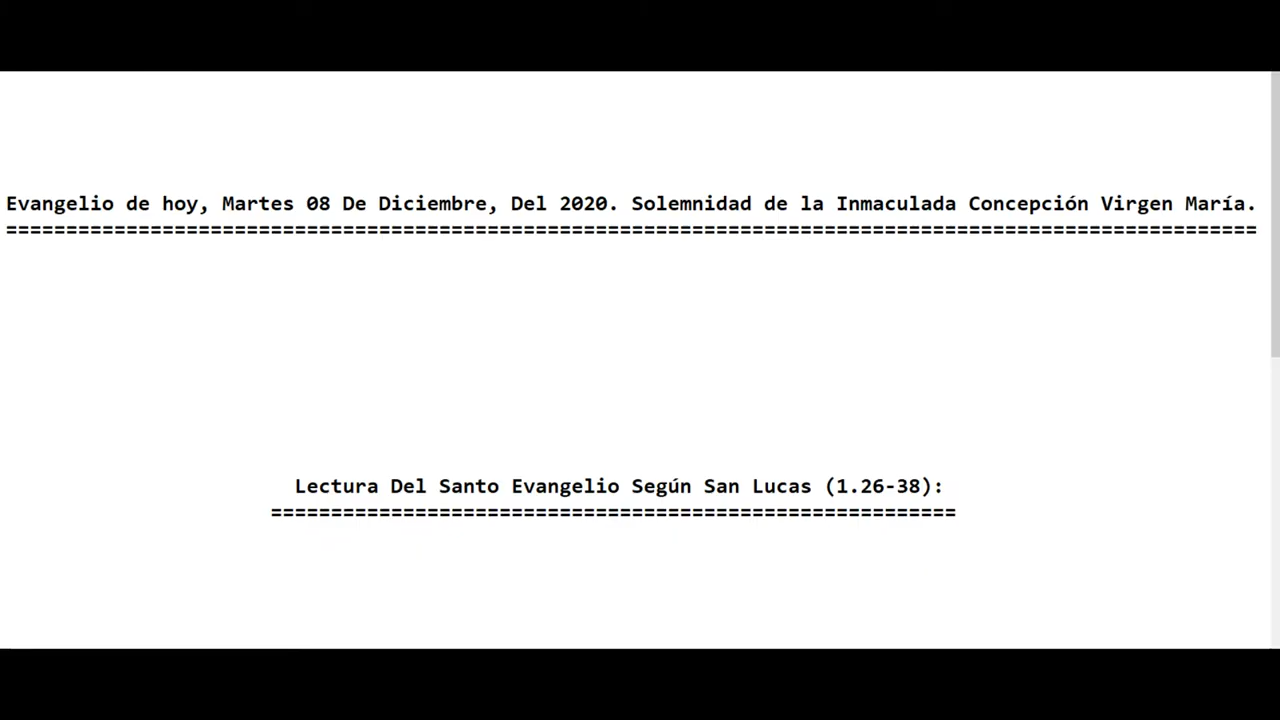 Evangelio de hoy, Martes 08 De Diciembre, Del 2020. Solemnidad de la Inmaculada Concepción Virgen María.
========================================================================================================
Lectura Del Santo Evangelio Según San Lucas (1.26-38):
=========================================================